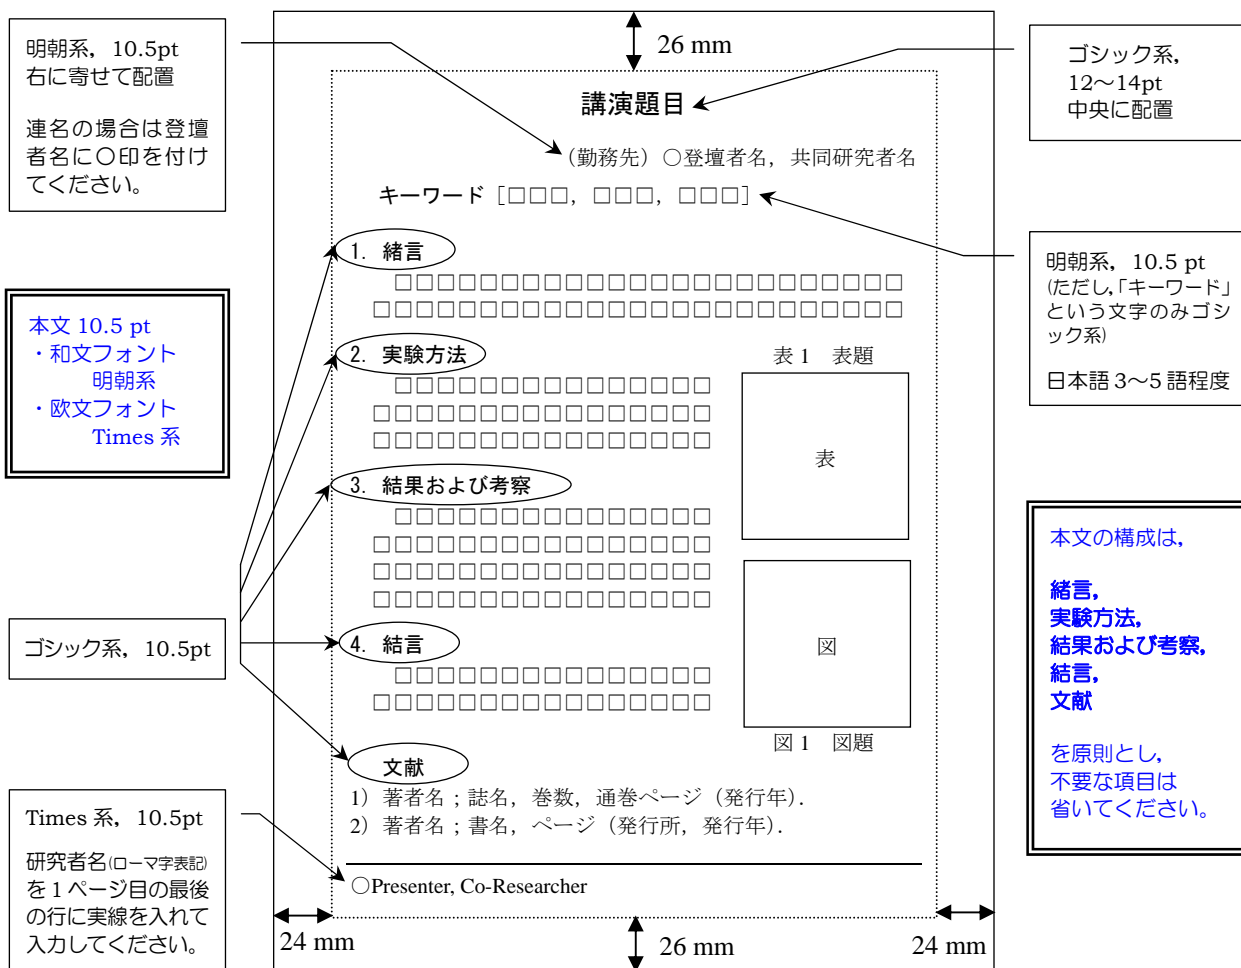 明朝系，10.5pt
右に寄せて配置
連名の場合は登壇
者名に○印を付け
てください。
26 mm
ゴシック系，
12～14pt
中央に配置
講演題目
（勤務先）○登壇者名，共同研究者名
キーワード［□□□，□□□，□□□］
明朝系，10.5 pt
(ただし，「キーワード」
という文字のみゴシ
ック系)
日本語 3～5 語程度
本文 10.5 pt
・和文フォント
明朝系
・欧文フォント
Times 系
1. 緒言
□□□□□□□□□□□□□□□□□□□□□□□□
□□□□□□□□□□□□□□□□□□□□□□□□□
2. 実験方法
□□□□□□□□□□□□□□□
□□□□□□□□□□□□□□□□
□□□□□□□□□□□□□□□□
表 1　表題
表
3. 結果および考察
□□□□□□□□□□□□□□□
□□□□□□□□□□□□□□□□
□□□□□□□□□□□□□□□□
□□□□□□□□□□□□□□□□
図
図 1　図題
4. 結言
□□□□□□□□□□□□□□□
□□□□□□□□□□□□□□□□
文献
1）著者名；誌名，巻数，通巻ページ（発行年）．
2）著者名；書名，ページ（発行所，発行年）．
○Presenter, Co-Researcher
ゴシック系，10.5pt
本文の構成は，
緒言，
実験方法，
結果および考察，
結言，
文献
を原則とし，
不要な項目は
省いてください。
Times 系，10.5pt
研究者名(ローマ字表記)
を 1 ページ目の最後
の行に実線を入れて
入力してください。
24 mm
26 mm
24 mm